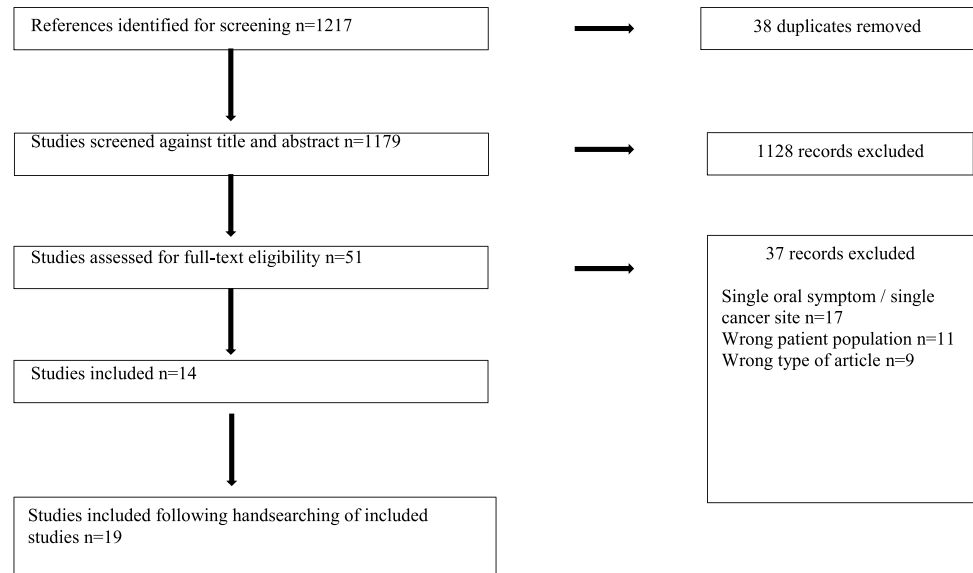 References identified for screening n=1217
38 duplicates removed
Studies screened against title and abstract n=1179
1128 records excluded
Studies assessed for full-text eligibility n=51
37 records excluded
Single oral symptom / single
cancer site n=17
Wrong patient population n=11
Wrong type of article n=9
Studies included n=14
Studies included following handsearching of included
studies n=19